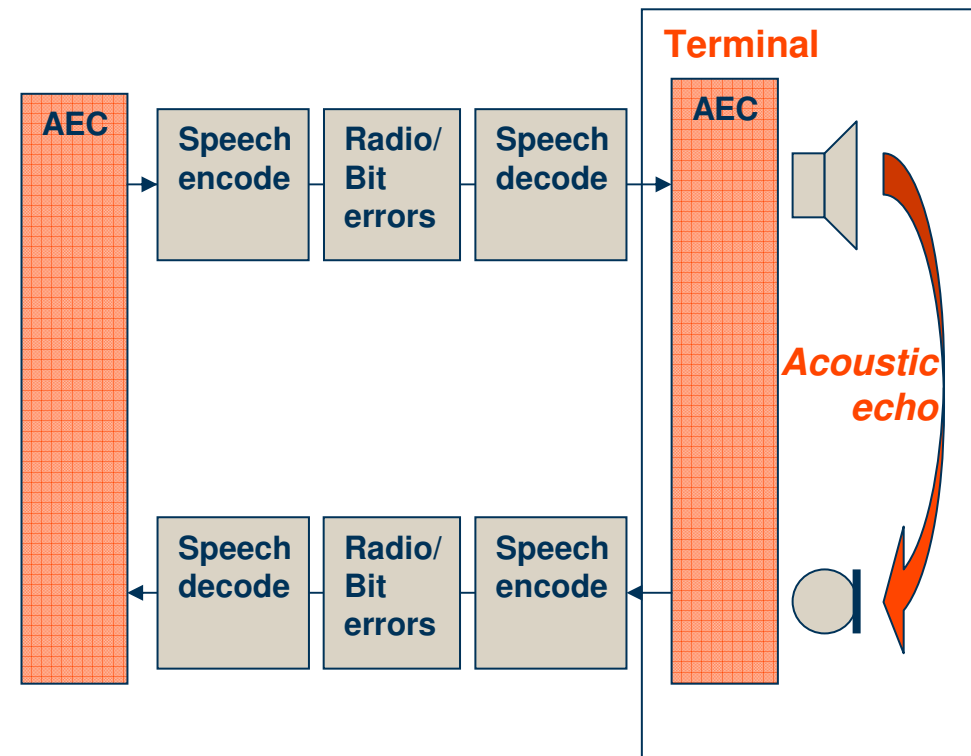 Terminal
AEC
Speech
encode
Radio/
Bit
errors
Speech
decode
AEC
Acoustic
echo
Speech
decode
Radio/
Bit
errors
Speech
encode